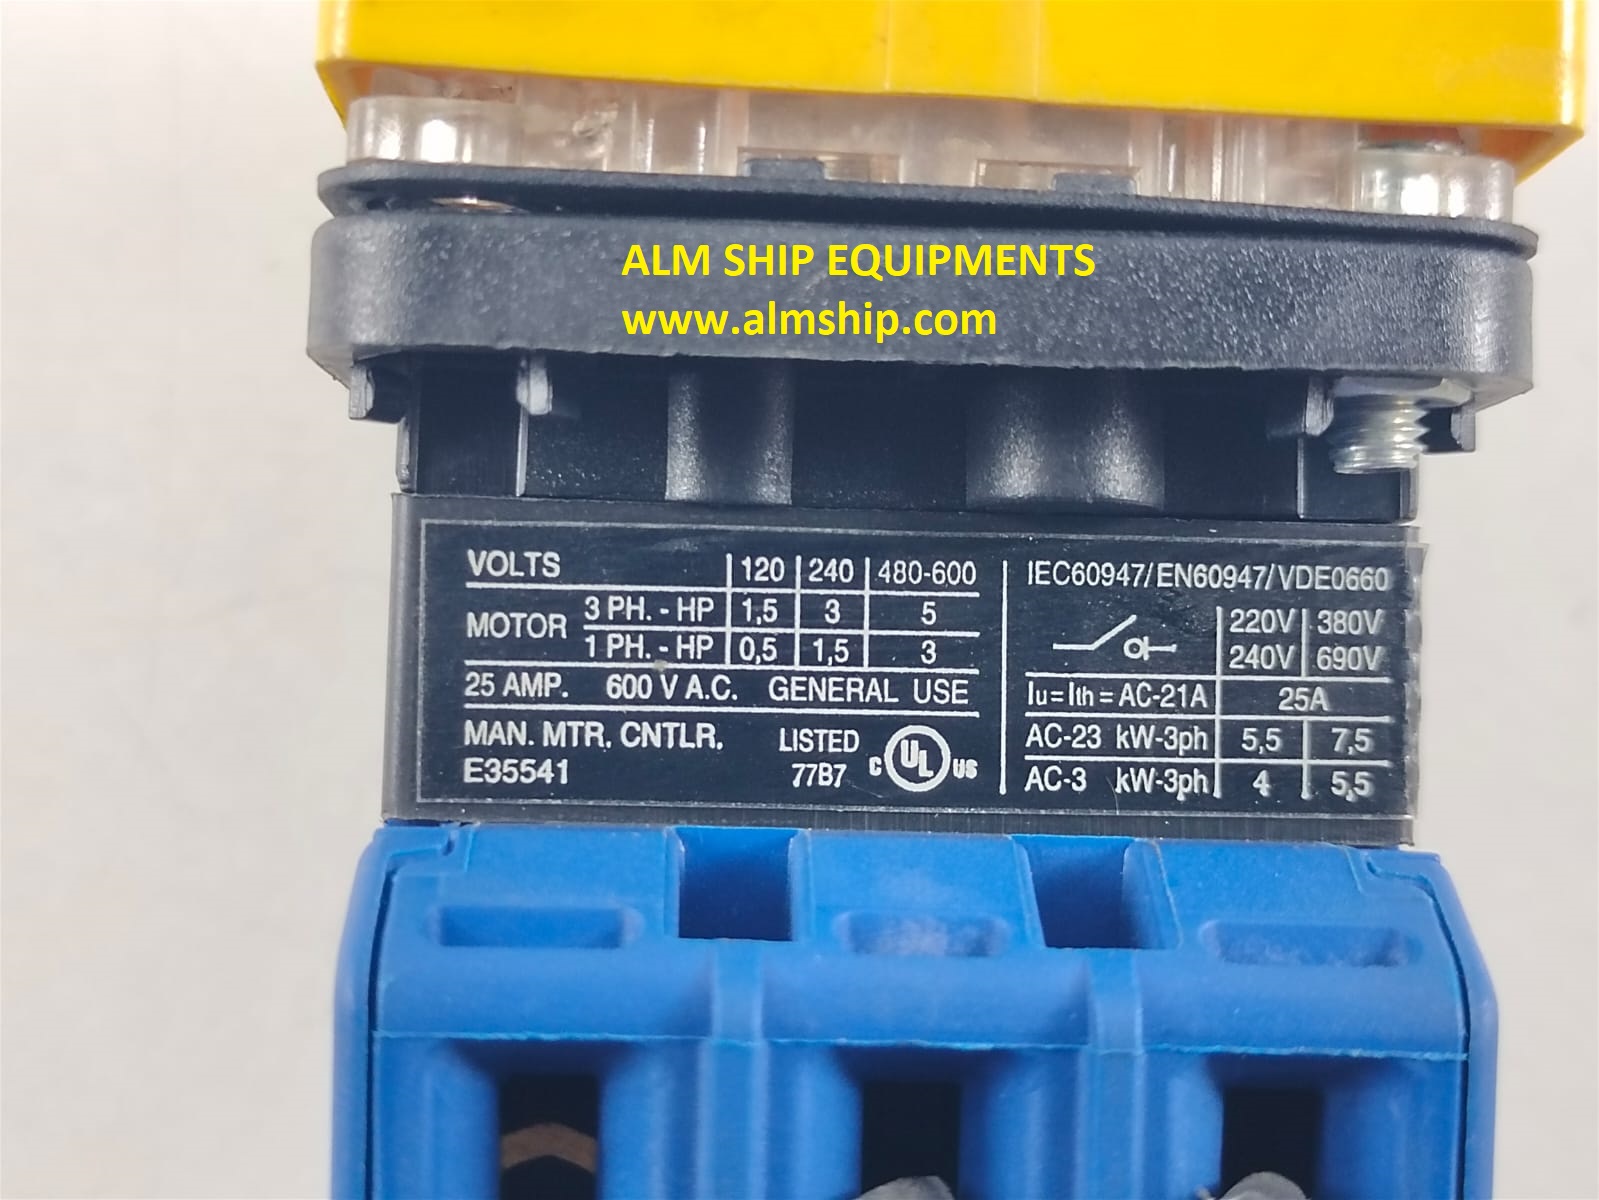 ALM SHIP EQUIPMENTS
www.almship.com
VOLTS 120 240 480-600
MOTOR 3 PH. - HP 1,5 3 5
1 PH. - HP 0,5 1,5 3
25 AMP. 600 V A.C. GENERAL USE
MAN. MTR. CNTLR. LISTED
E35541 77B7 C UL US
IEC60947/EN60947/VDE0660
220V 380V
240V 690V
Iu=Ith=AC-21A 25A
AC-23 kW-3ph 5,5 7,5
AC-3 kW-3ph 4 5,5